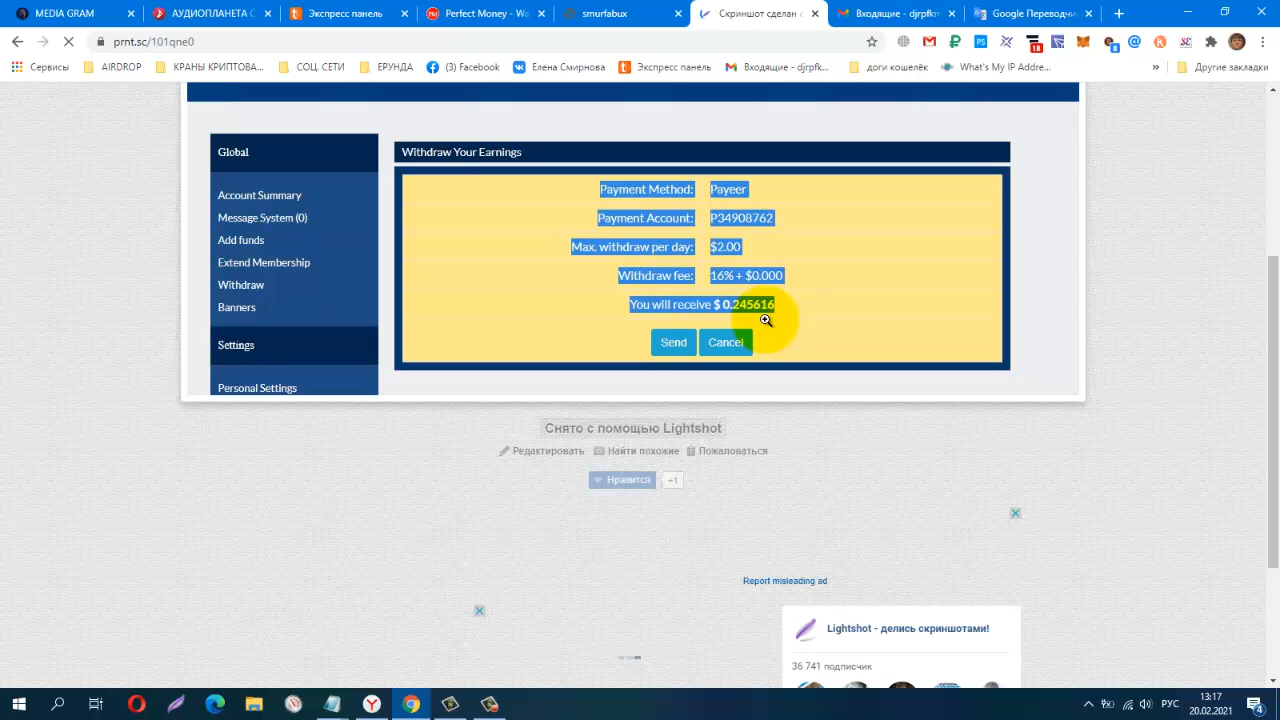 MEDIA GRAM
АУДИОПЛАНЕТА С
Экспресс панель
Perfect Money - Wa
smurfabux
Скриншот сделан с
Входящие - djrpfkm
Google Переводчи
prnt.sc/101qne0
18
8
Сервисы
AIRDROP
КРАНЫ КРИПТОВА...
СОЦ. СЕТИ
ЕРУНДА
(3) Facebook
Елена Смирнова
Экспресс панель
Входящие - djrpfk...
доги кошелёк
What's My IP Addre...
»
Другие закладки
Global
Account Summary
Message System (0)
Add funds
Extend Membership
Withdraw
Banners
Settings
Personal Settings
Withdraw Your Earnings
Payment Method: Payeer
Payment Account: P34908762
Max. withdraw per day: $2.00
Withdraw fee: 16% + $0.000
You will receive $ 0.245616
Send Cancel
Снято с помощью Lightshot
Редактировать Найти похожие Пожаловаться
Нравится +1
Report misleading ad
Lightshot - делись скриншотами!
36 741 подписчик
РУС
13:17
20.02.2021
4